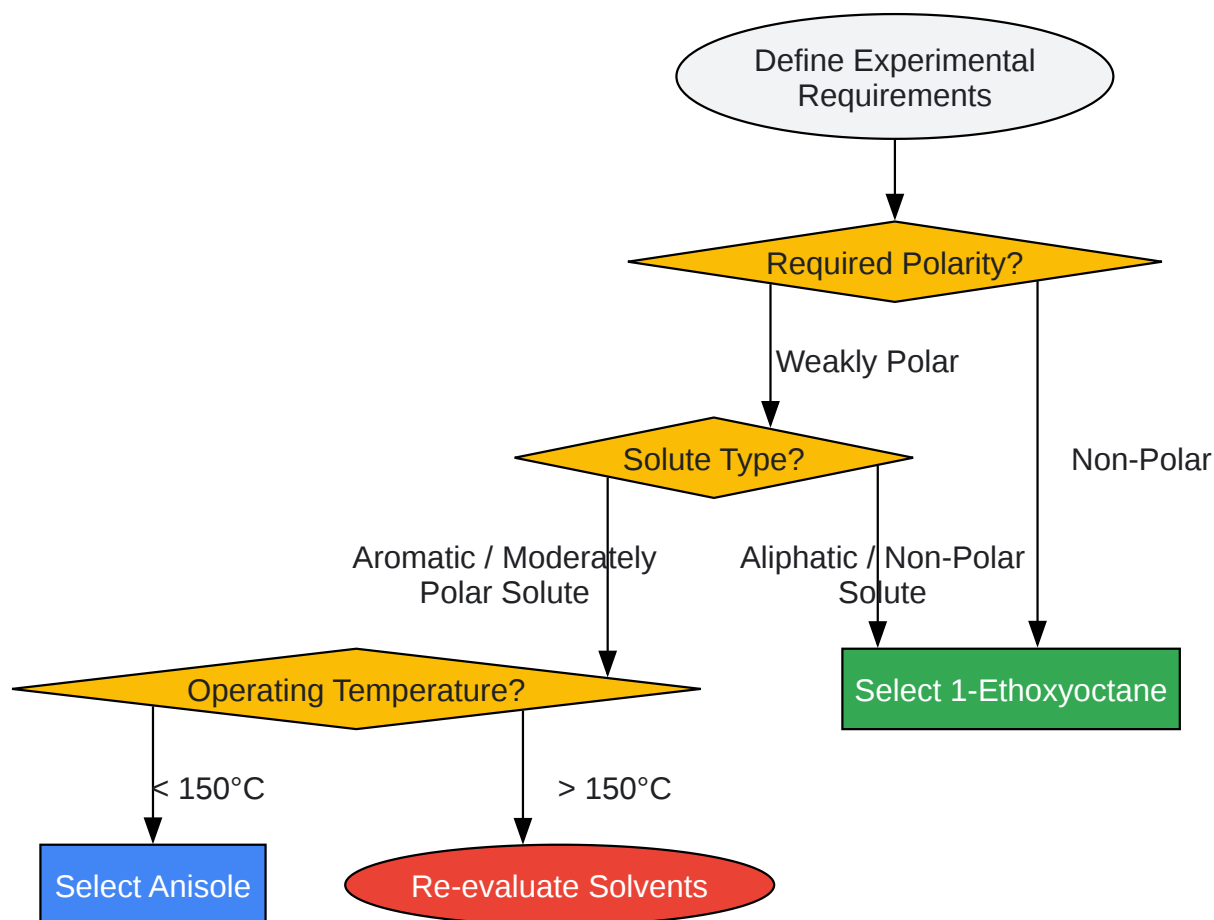 Define Experimental
Requirements
Required Polarity?
Weakly Polar
Solute Type?
Non-Polar
Aromatic / Moderately
Polar Solute
Aliphatic / Non-Polar
Solute
Operating Temperature?
Select 1-Ethoxyoctane
< 150°C
> 150°C
Select Anisole
Re-evaluate Solvents